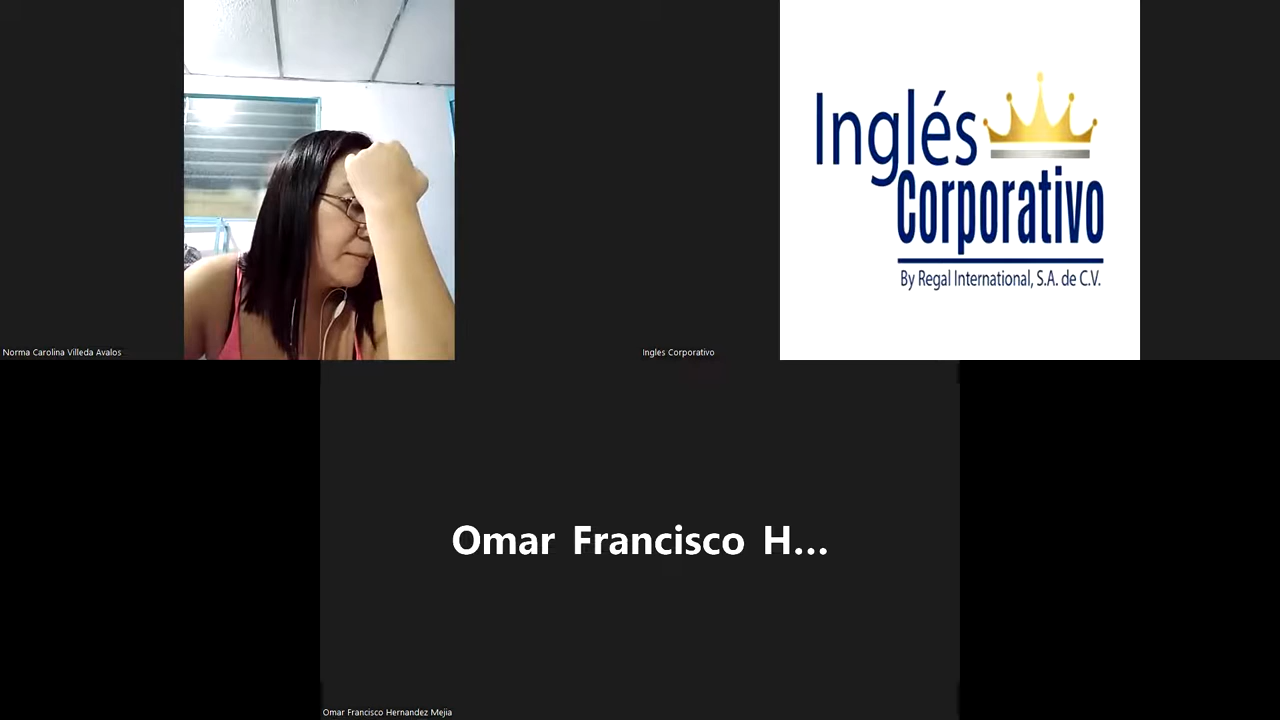 Inglés
Corporativo
By Regal International, S.A. de C.V.
Norma Carolina Villeda Avalos
Ingles Corporativo
Omar Francisco H...
Omar Francisco Hernandez Mejia